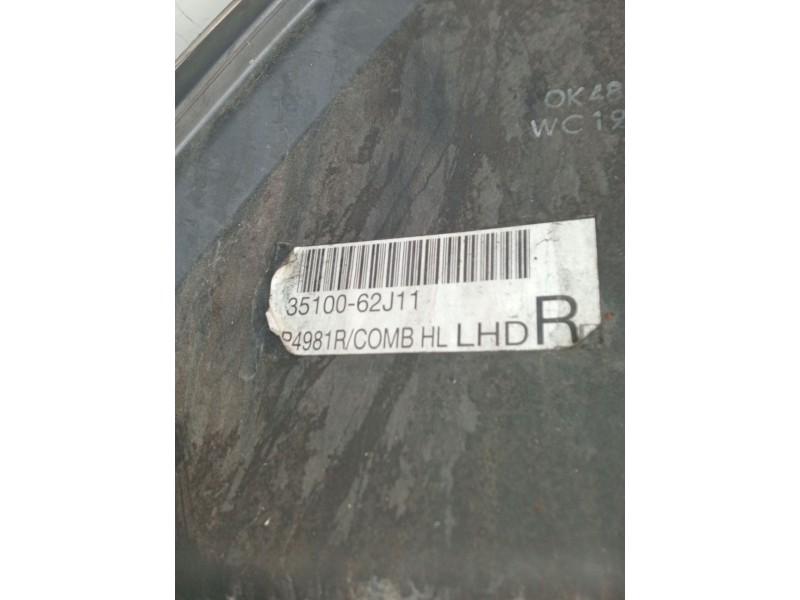 OK48
WC19
35100-62J11
P4981R/COMB HL LHD R